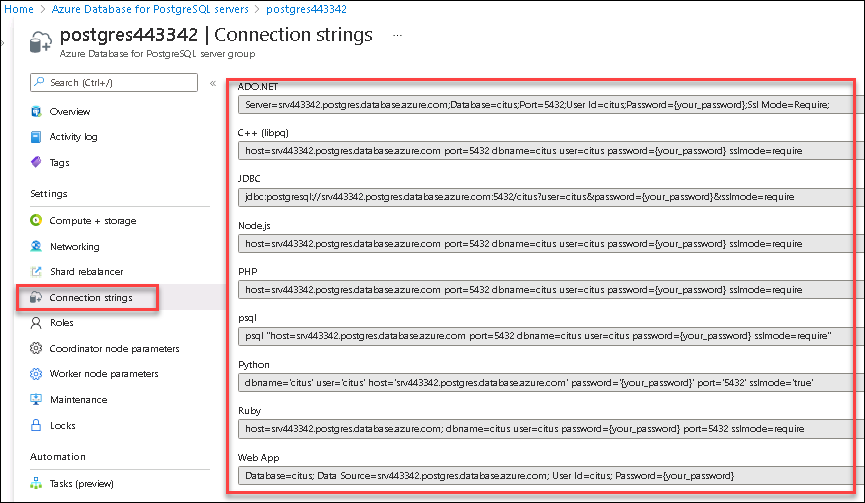 Home > Azure Database for PostgreSQL servers > postgres443342
postgres443342 | Connection strings ...
Azure Database for PostgreSQL server group
Search (Ctrl+/) «
Overview
Activity log
Tags
Settings
Compute + storage
Networking
Shard rebalancer
Connection strings
Roles
Coordinator node parameters
Worker node parameters
Maintenance
Locks
Automation
Tasks (preview)
ADO.NET
Server=srv443342.postgres.database.azure.com;Database=citus;Port=5432;User Id=citus;Password={your_password};Ssl Mode=Require;
C++ (libpq)
host=srv443342.postgres.database.azure.com port=5432 dbname=citus user=citus password={your_password} sslmode=require
JDBC
jdbc:postgresql://srv443342.postgres.database.azure.com:5432/citus?user=citus&password={your_password}&sslmode=require
Node.js
host=srv443342.postgres.database.azure.com port=5432 dbname=citus user=citus password={your_password} sslmode=require
PHP
host=srv443342.postgres.database.azure.com port=5432 dbname=citus user=citus password={your_password} sslmode=require
psql
psql "host=srv443342.postgres.database.azure.com port=5432 dbname=citus user=citus password={your_password} sslmode=require"
Python
dbname='citus' user='citus' host='srv443342.postgres.database.azure.com' password='{your_password}' port='5432' sslmode='true'
Ruby
host=srv443342.postgres.database.azure.com; dbname=citus user=citus password={your_password} port=5432 sslmode=require
Web App
Database=citus; Data Source=srv443342.postgres.database.azure.com; User Id=citus; Password={your_password}